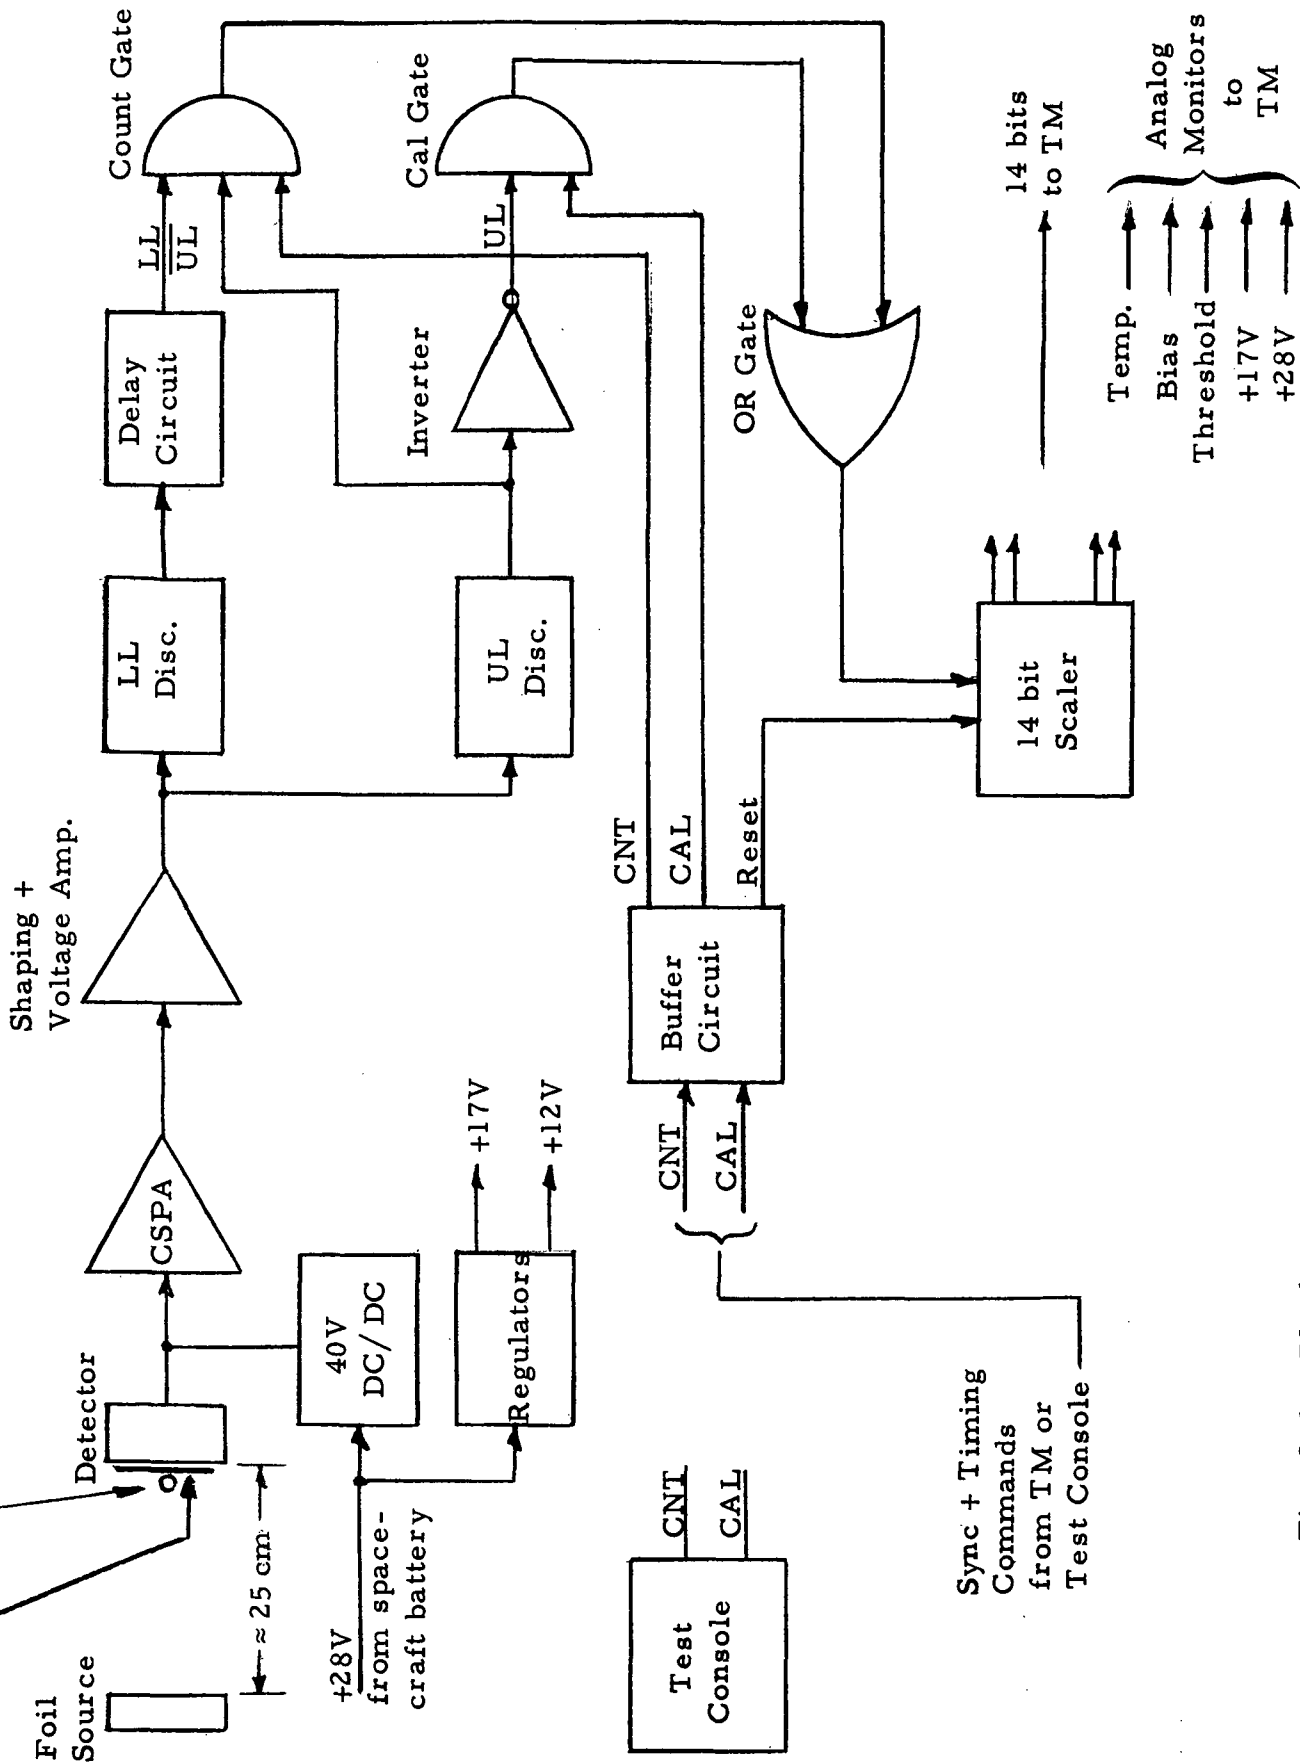 Foil
Source
≈25 cm
Detector
CSPA
Shaping +
Voltage Amp.
LL
Disc.
Delay
Circuit
LL
UL
Count Gate
+28V
from space-
craft battery
40V
DC/DC
Regulators
+17V
+12V
UL
Disc.
Inverter
UL
Cal Gate
Test
Console
CNT
CAL
CNT
CAL
Buffer
Circuit
CNT
CAL
Reset
OR Gate
Sync + Timing
Commands
from TM or
Test Console
14 bit
Scaler
14 bits
to TM
Temp.
Bias
Threshold
+17V
+28V
Analog
Monitors
to
TM